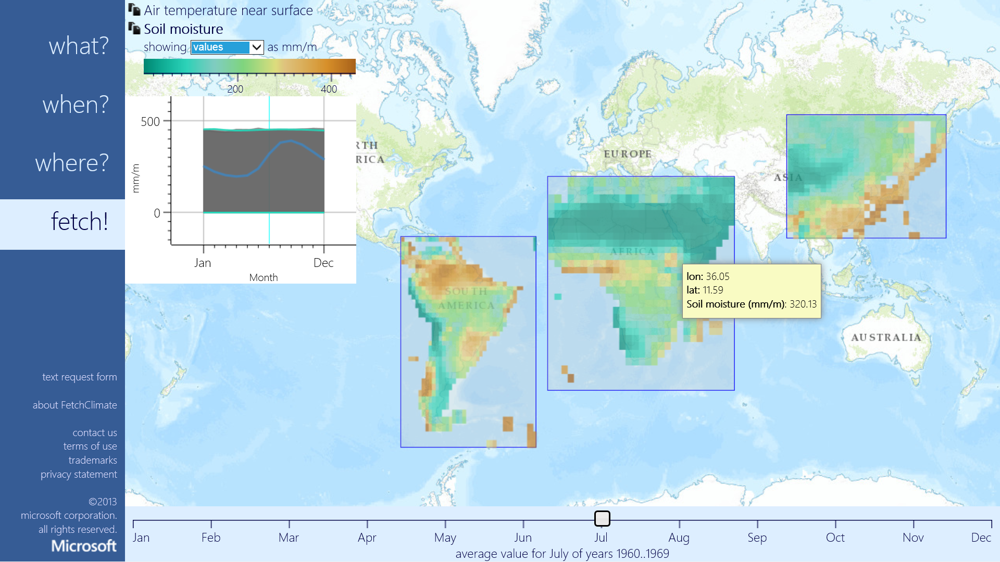 what?
when?
where?
fetch!
text request form
about FetchClimate
contact us
terms of use
trademarks
privacy statement
©2013
microsoft corporation.
all rights reserved.
Microsoft
Air temperature near surface
Soil moisture
showing values as mm/m
200 400
500
0
mm/m
Jan Dec
Month
RTH
RICA
EUROPE
ASIA
AFRICA
SOUTH
AMERICA
AUSTRALIA
lon: 36.05
lat: 11.59
Soil moisture (mm/m): 320.13
Jan Feb Mar Apr May Jun Jul Aug Sep Oct Nov Dec
average value for July of years 1960..1969